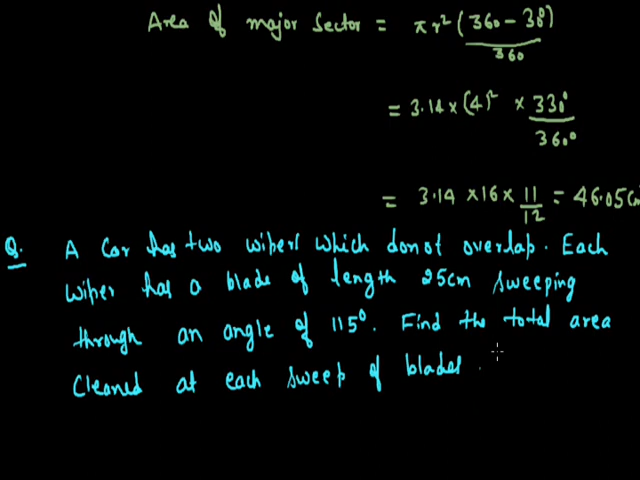 Area of major Sector = πr² (360 - 30°)/360
= 3.14 × (4)² × 330°/360°
= 3.14 × 16 × 11/12 = 46.05cm
Q. A Car has two wipers which donot overlap. Each
wiper has a blade of length 25cm sweeping
through an angle of 115°. Find the total area
Cleaned at each sweep of blades.